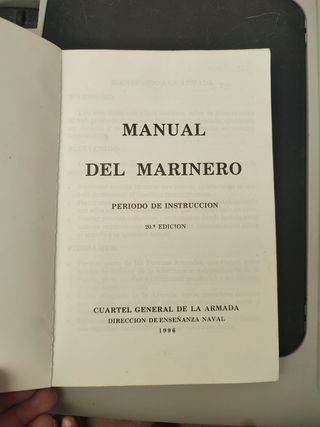 MANUAL
DEL MARINERO
PERIODO DE INSTRUCCION
20.ª EDICION
CUARTEL GENERAL DE LA ARMADA
DIRECCION DE ENSEÑANZA NAVAL
1996